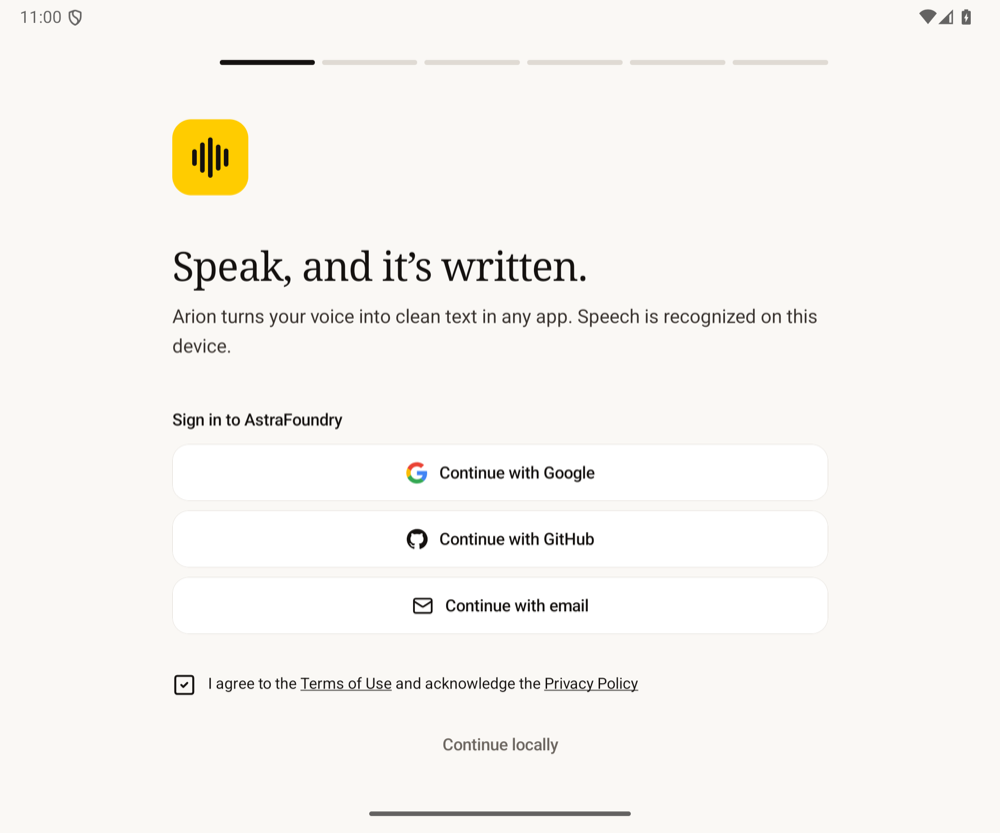 11:00
Speak, and it’s written.
Arion turns your voice into clean text in any app. Speech is recognized on this
device.
Sign in to AstraFoundry
Continue with Google
Continue with GitHub
Continue with email
I agree to the Terms of Use and acknowledge the Privacy Policy
Continue locally